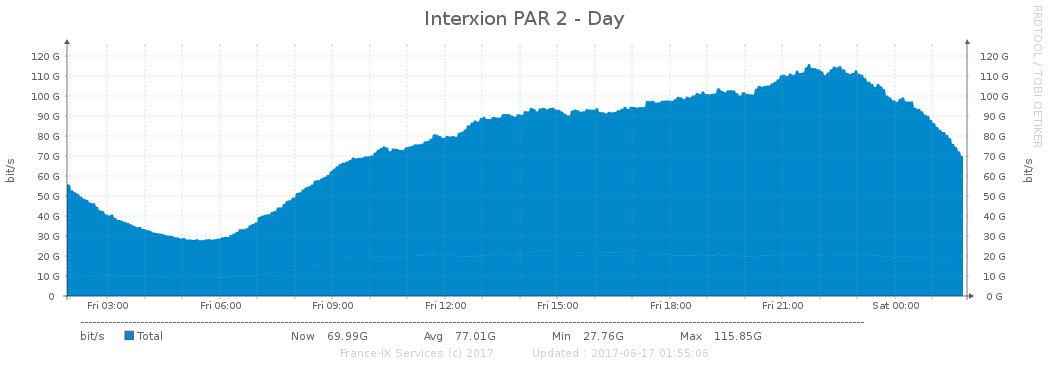 Interxion PAR 2 - Day
RRDTOOL / TOBI OETIKER
bit/s
120 G 120 G
110 G 110 G
100 G 100 G
90 G 90 G
80 G 80 G
70 G 70 G
60 G 60 G
50 G 50 G
40 G 40 G
30 G 30 G
20 G 20 G
10 G 10 G
0 0 G
bit/s
Fri 03:00 Fri 06:00 Fri 09:00 Fri 12:00 Fri 15:00 Fri 18:00 Fri 21:00 Sat 00:00
bit/s Total Now 69.99G Avg 77.01G Min 27.76G Max 115.85G
France-IX Services (c) 2017 Updated : 2017-06-17 01:55:06